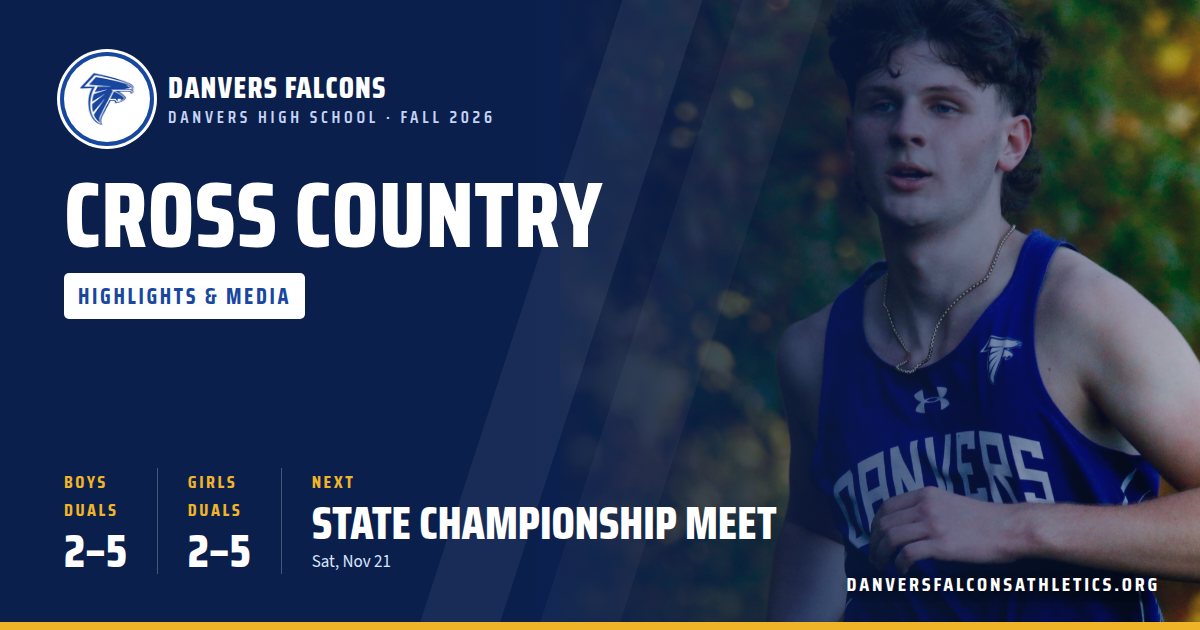 DANVERS FALCONS
DANVERS HIGH SCHOOL · FALL 2026
CROSS COUNTRY
HIGHLIGHTS & MEDIA
BOYS
DUALS
2–5
GIRLS
DUALS
2–5
NEXT
STATE CHAMPIONSHIP MEET
Sat, Nov 21
DANVERS
DANVERSFALCONSATHLETICS.ORG